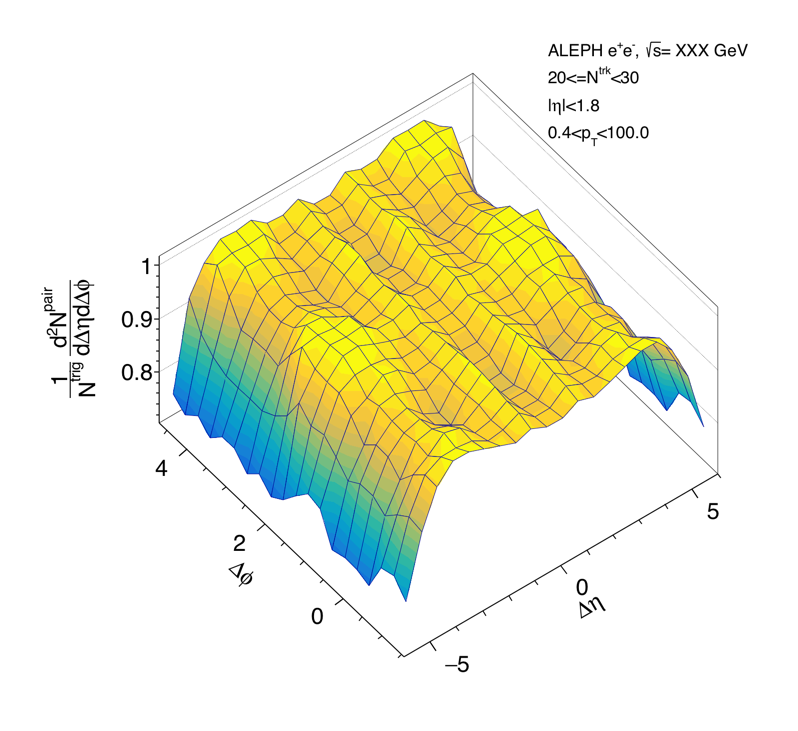 ALEPH e⁺e⁻, √s= XXX GeV
20<=Nᵗʳᵏ<30
|η|<1.8
0.4<p_T<100.0
1
0.9
0.8
1/N^trig d²N^pair/dΔηdΔϕ
4
2
0
Δϕ
−5
0
5
Δη